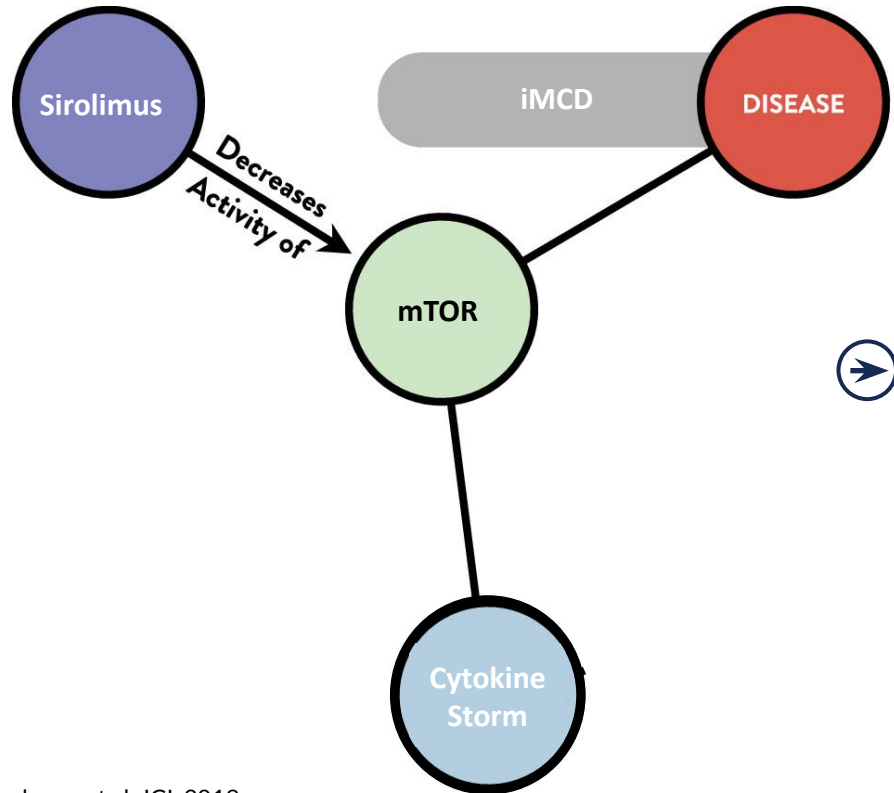 Sirolimus
iMCD
DISEASE
Decreases
Activity of
mTOR
Cytokine
Storm